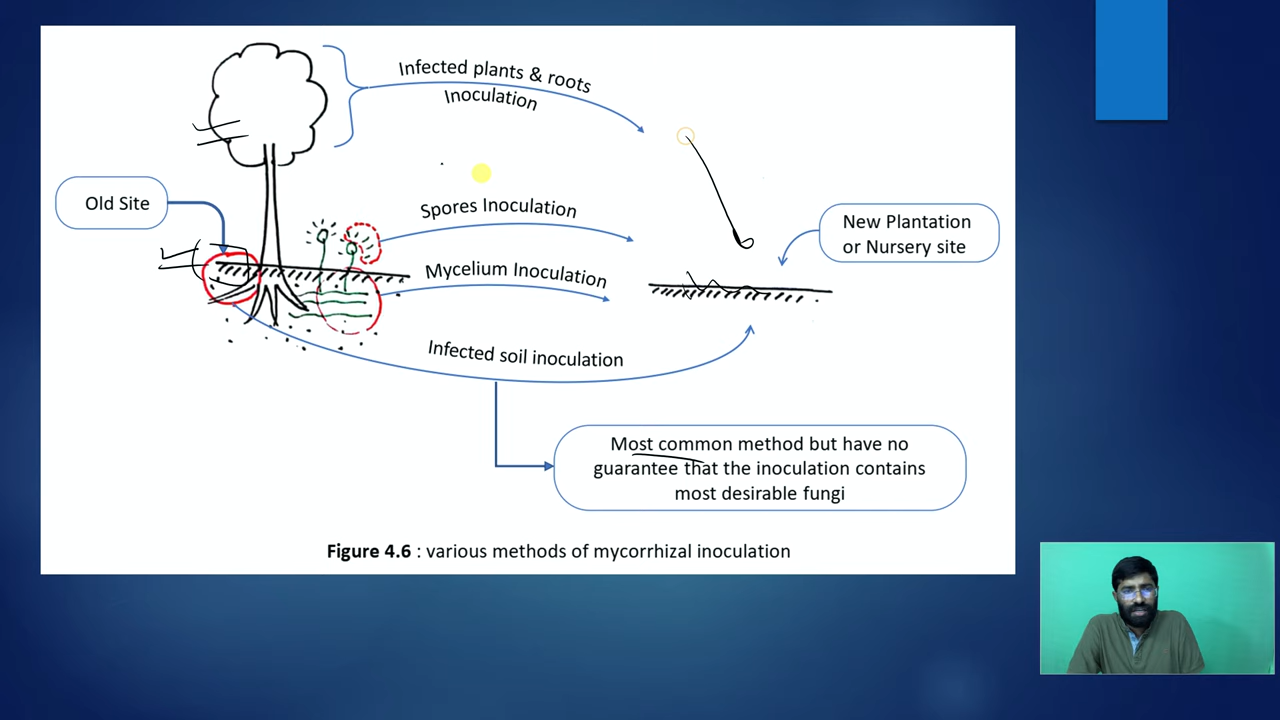 Infected plants & roots
Inoculation
Old Site
Spores Inoculation
New Plantation
or Nursery site
Mycelium Inoculation
Infected soil inoculation
Most common method but have no
guarantee that the inoculation contains
most desirable fungi
Figure 4.6 : various methods of mycorrhizal inoculation